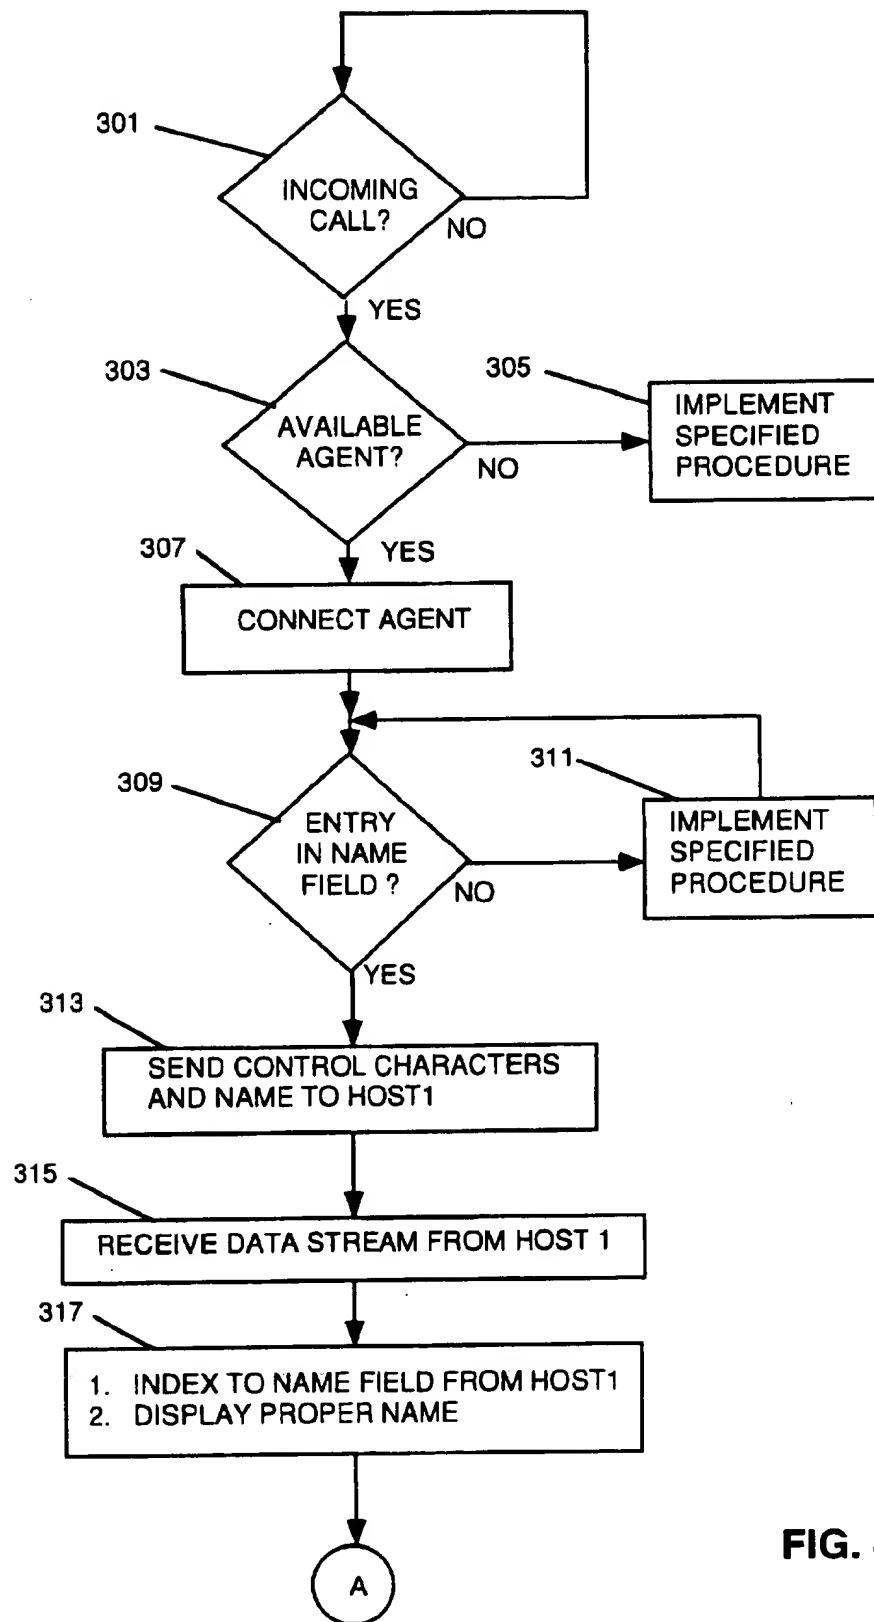 301
INCOMING
CALL?
NO
YES
303
AVAILABLE
AGENT?
NO
305
IMPLEMENT
SPECIFIED
PROCEDURE
YES
307
CONNECT AGENT
309
ENTRY
IN NAME
FIELD ?
NO
311
IMPLEMENT
SPECIFIED
PROCEDURE
YES
313
SEND CONTROL CHARACTERS
AND NAME TO HOST1
315
RECEIVE DATA STREAM FROM HOST 1
317
1. INDEX TO NAME FIELD FROM HOST1
2. DISPLAY PROPER NAME
A
FIG.